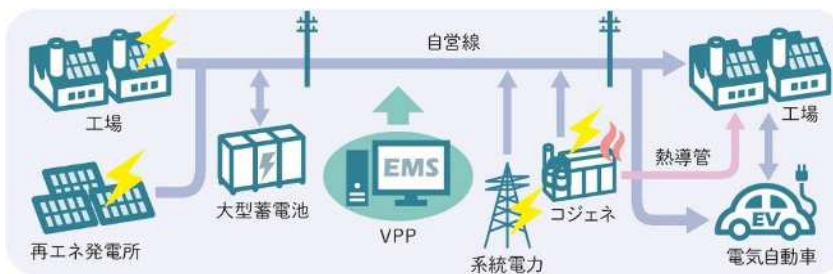 自営線
工場
工場
EMS
熱導管
大型蓄電池
コジェネ
EV
VPP
再エネ発電所
系統電力
電気自動車